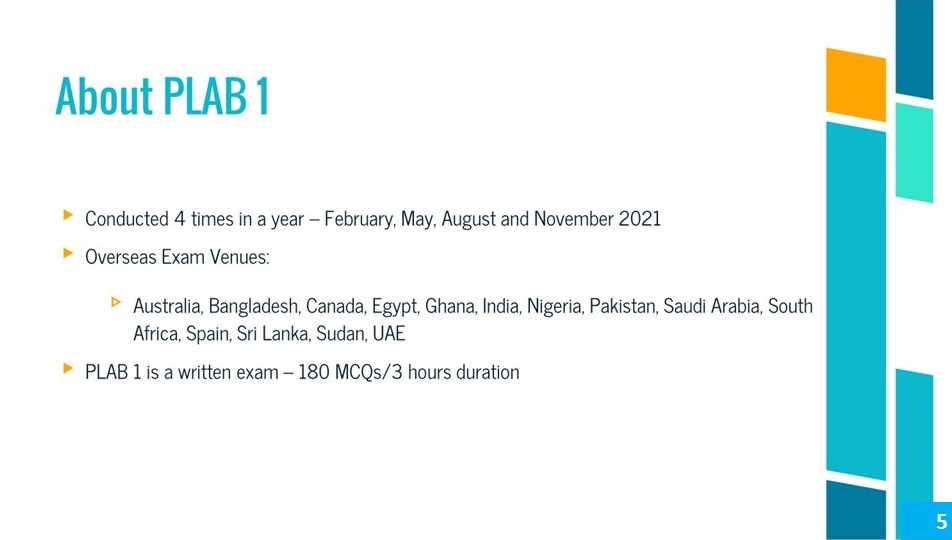 About PLAB 1
Conducted 4 times in a year – February, May, August and November 2021
Overseas Exam Venues:
Australia, Bangladesh, Canada, Egypt, Ghana, India, Nigeria, Pakistan, Saudi Arabia, South
Africa, Spain, Sri Lanka, Sudan, UAE
PLAB 1 is a written exam – 180 MCQs/3 hours duration
5